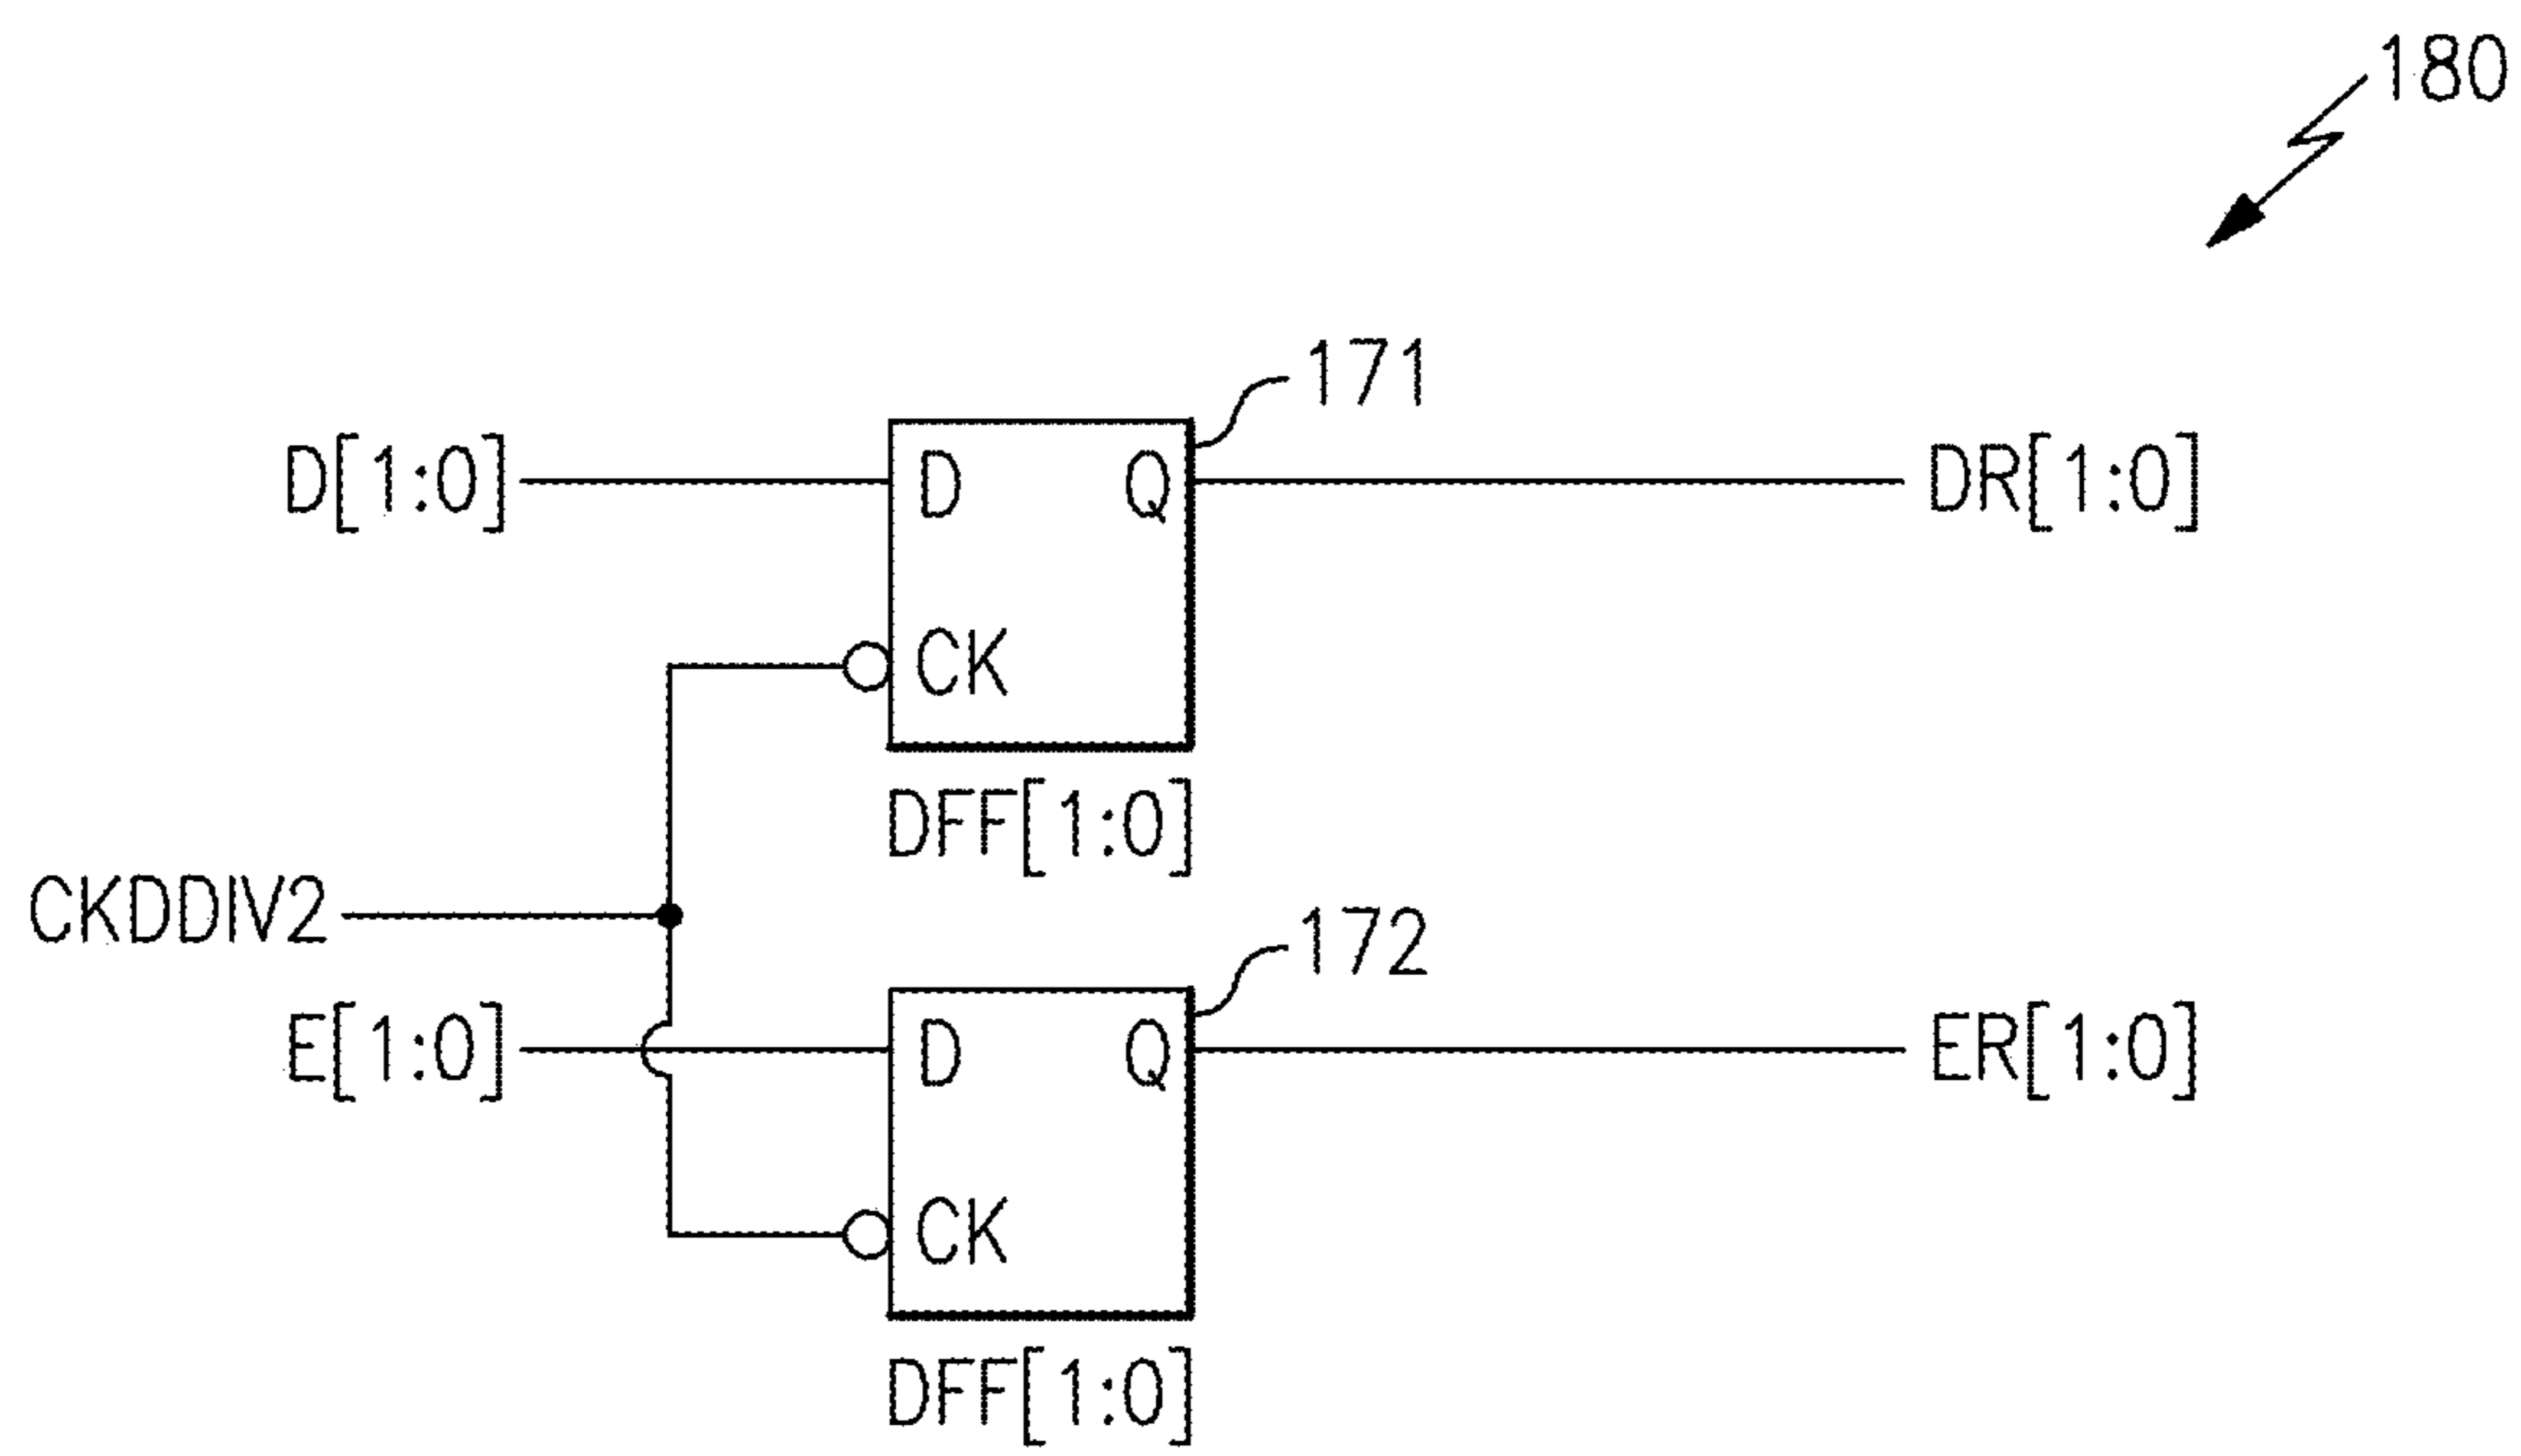 180
171
D[1:0]
D
Q
DR[1:0]
CK
DFF[1:0]
CKDDIV2
172
E[1:0]
D
Q
ER[1:0]
CK
DFF[1:0]